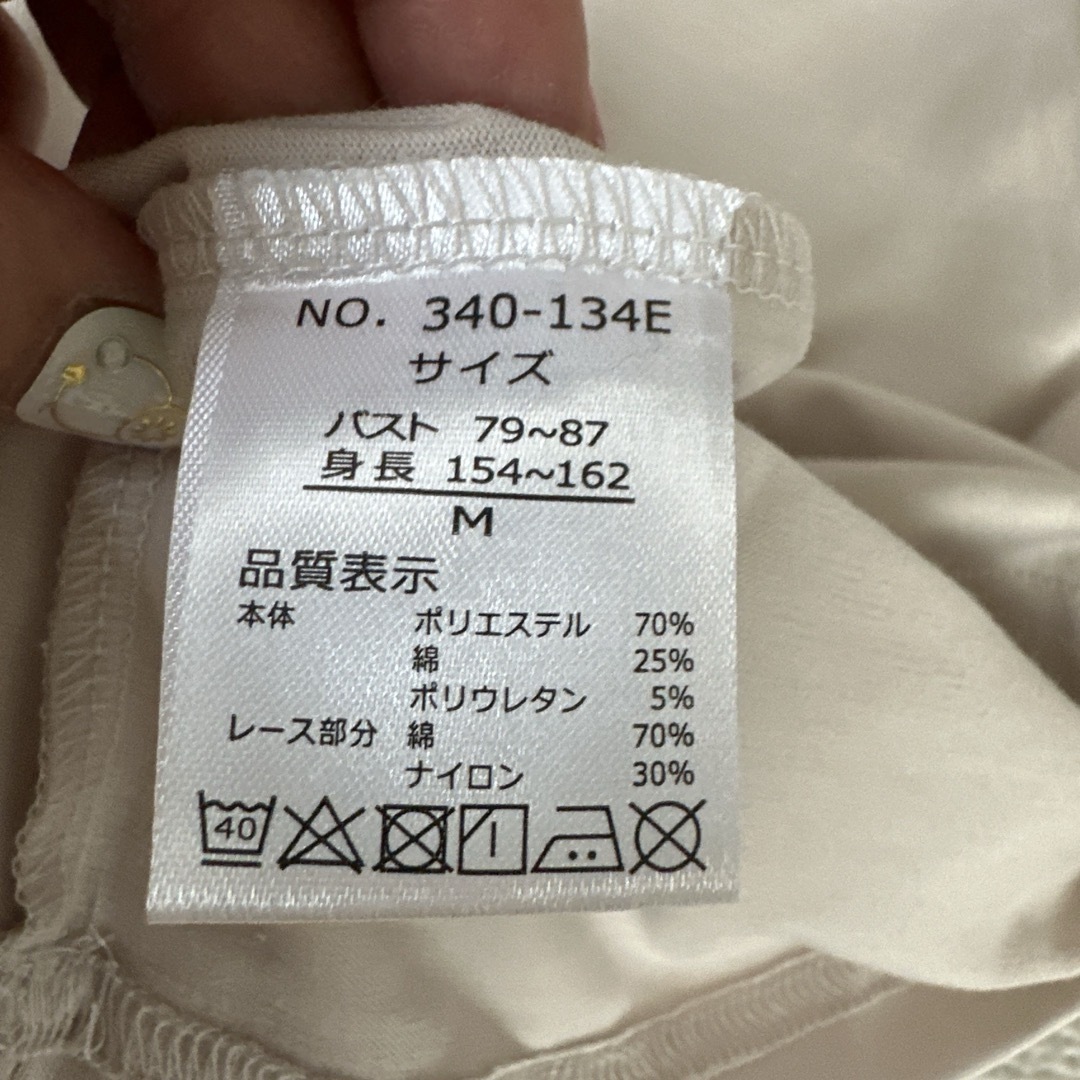 NO. 340-134E
サイズ
バスト 79~87
身長 154~162
M
品質表示
本体 ポリエステル 70%
綿 25%
ポリウレタン 5%
レース部分 綿 70%
ナイロン 30%
40